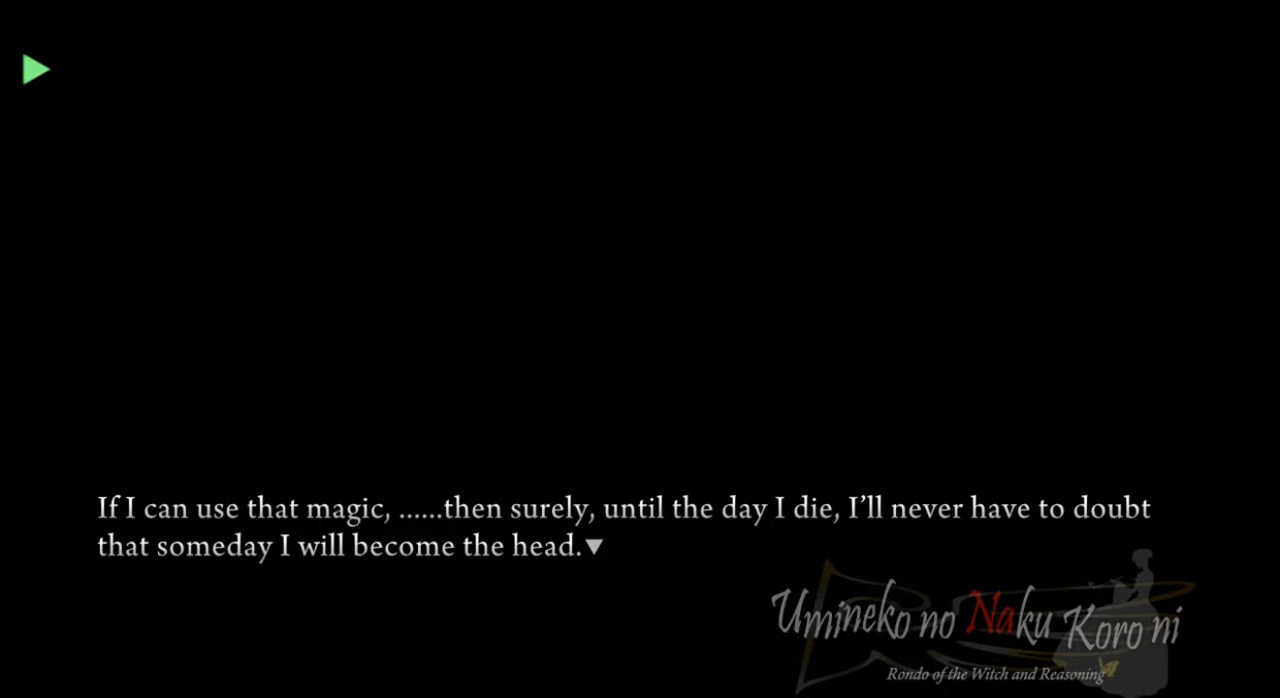 If I can use that magic, ......then surely, until the day I die, I'll never have to doubt
that someday I will become the head.
Umineko no Naku Koro ni
Rondo of the Witch and Reasoning